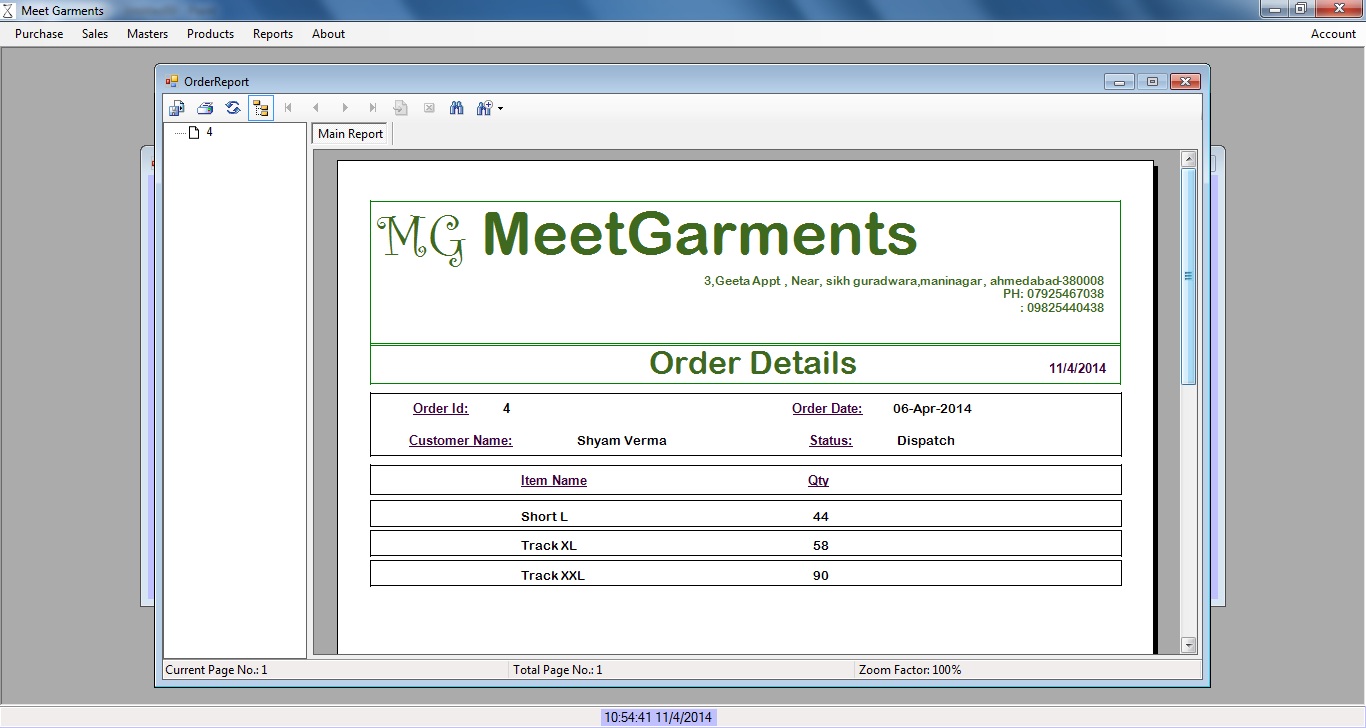 Meet Garments
Purchase Sales Masters Products Reports About Account
OrderReport
4
Main Report
MG MeetGarments
3,Geeta Appt , Near, sikh guradwara,maninagar, ahmedabad-380008
PH: 07925467038
: 09825440438
Order Details 11/4/2014
Order Id: 4 Order Date: 06-Apr-2014
Customer Name: Shyam Verma Status: Dispatch
Item Name Qty
Short L 44
Track XL 58
Track XXL 90
Current Page No.: 1 Total Page No.: 1 Zoom Factor: 100%
10:54:41 11/4/2014